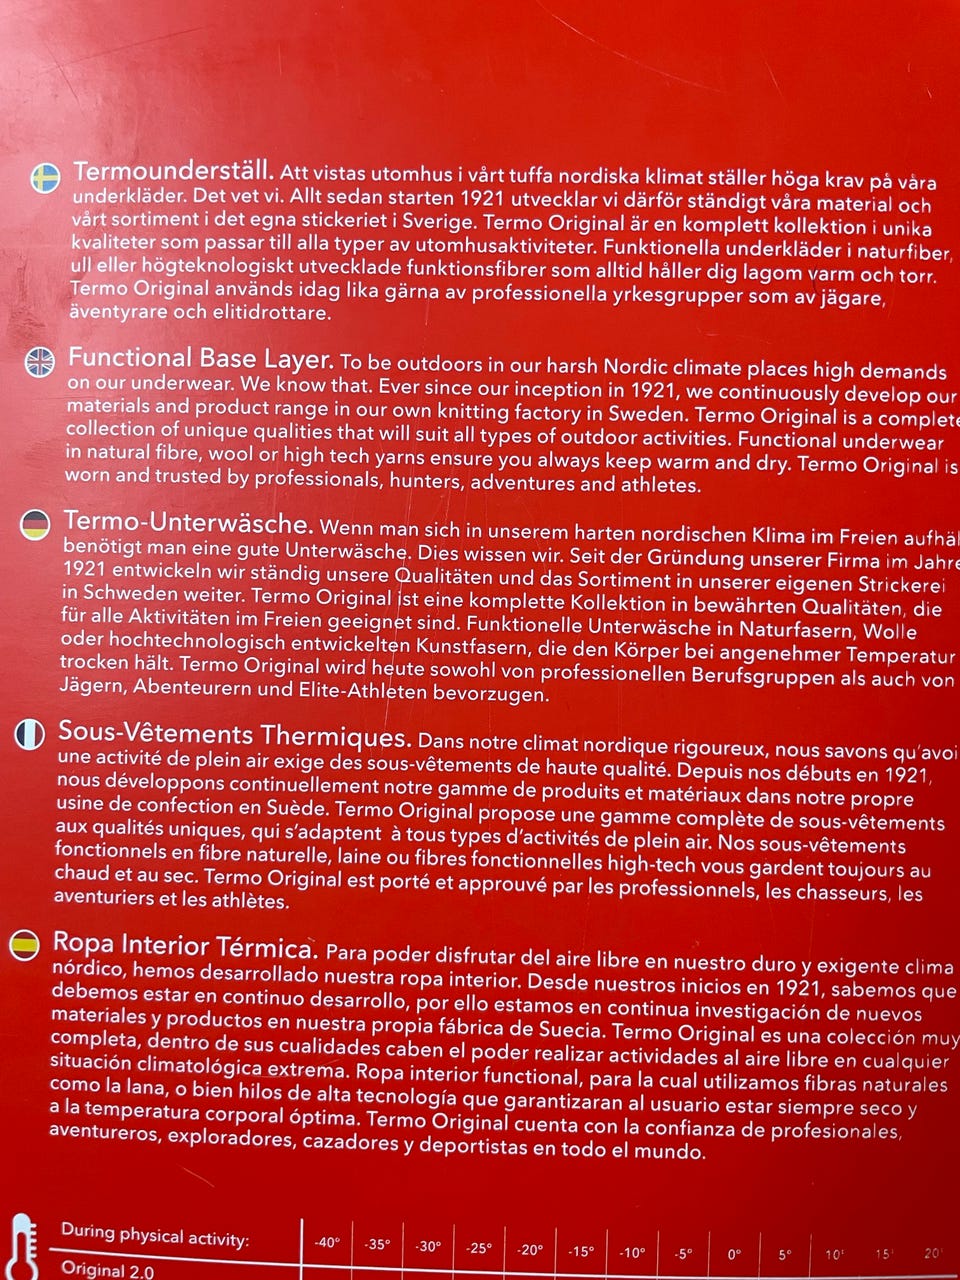 Termounderställ. Att vistas utomhus i vårt tuffa nordiska klimat ställer höga krav på våra
underkläder. Det vet vi. Allt sedan starten 1921 utvecklar vi därför ständigt våra material och
vårt sortiment i det egna stickeriet i Sverige. Termo Original är en komplett kollektion i unika
kvaliteter som passar till alla typer av utomhusaktiviteter. Funktionella underkläder i naturfiber,
ull eller högteknologiskt utvecklade funktionsfibrer som alltid håller dig lagom varm och torr.
Termo Original används idag lika gärna av professionella yrkesgrupper som av jägare,
äventyrare och elitidrottare.
Functional Base Layer. To be outdoors in our harsh Nordic climate places high demands
on our underwear. We know that. Ever since our inception in 1921, we continuously develop our
materials and product range in our own knitting factory in Sweden. Termo Original is a complete
collection of unique qualities that will suit all types of outdoor activities. Functional underwear
in natural fibre, wool or high tech yarns ensure you always keep warm and dry. Termo Original is
worn and trusted by professionals, hunters, adventures and athletes.
Termo-Unterwäsche. Wenn man sich in unserem harten nordischen Klima im Freien aufhäl
benötigt man eine gute Unterwäsche. Dies wissen wir. Seit der Gründung unserer Firma im Jahre
1921 entwickeln wir ständig unsere Qualitäten und das Sortiment in unserer eigenen Strickerei
in Schweden weiter. Termo Original ist eine komplette Kollektion in bewährten Qualitäten, die
für alle Aktivitäten im Freien geeignet sind. Funktionelle Unterwäsche in Naturfasern, Wolle
oder hochtechnologisch entwickelten Kunstfasern, die den Körper bei angenehmer Temperatur
trocken hält. Termo Original wird heute sowohl von professionellen Berufsgruppen als auch von
Jägern, Abenteurern und Elite-Athleten bevorzugen.
Sous-Vêtements Thermiques. Dans notre climat nordique rigoureux, nous savons qu'avoi
une activité de plein air exige des sous-vêtements de haute qualité. Depuis nos débuts en 1921,
nous développons continuellement notre gamme de produits et matériaux dans notre propre
usine de confection en Suède. Termo Original propose une gamme complète de sous-vêtements
aux qualités uniques, qui s'adaptent à tous types d'activités de plein air. Nos sous-vêtements
fonctionnels en fibre naturelle, laine ou fibres fonctionnelles high-tech vous gardent toujours au
chaud et au sec. Termo Original est porté et approuvé par les professionnels, les chasseurs, les
aventuriers et les athlètes.
Ropa Interior Térmica. Para poder disfrutar del aire libre en nuestro duro y exigente clima
nórdico, hemos desarrollado nuestra ropa interior. Desde nuestros inicios en 1921, sabemos que
debemos estar en continuo desarrollo, por ello estamos en continua investigación de nuevos
materiales y productos en nuestra propia fábrica de Suecia. Termo Original es una colección muy
completa, dentro de sus cualidades caben el poder realizar actividades al aire libre en cualquier
situación climatológica extrema. Ropa interior functional, para la cual utilizamos fibras naturales
como la lana, o bien hilos de alta tecnología que garantizaran al usuario estar siempre seco y
a la temperatura corporal óptima. Termo Original cuenta con la confianza de profesionales,
aventureros, exploradores, cazadores y deportistas en todo el mundo.
During physical activity: -40° -35° -30° -25° -20° -15° -10° -5° 0° 5° 10° 15° 20°
Original 2.0